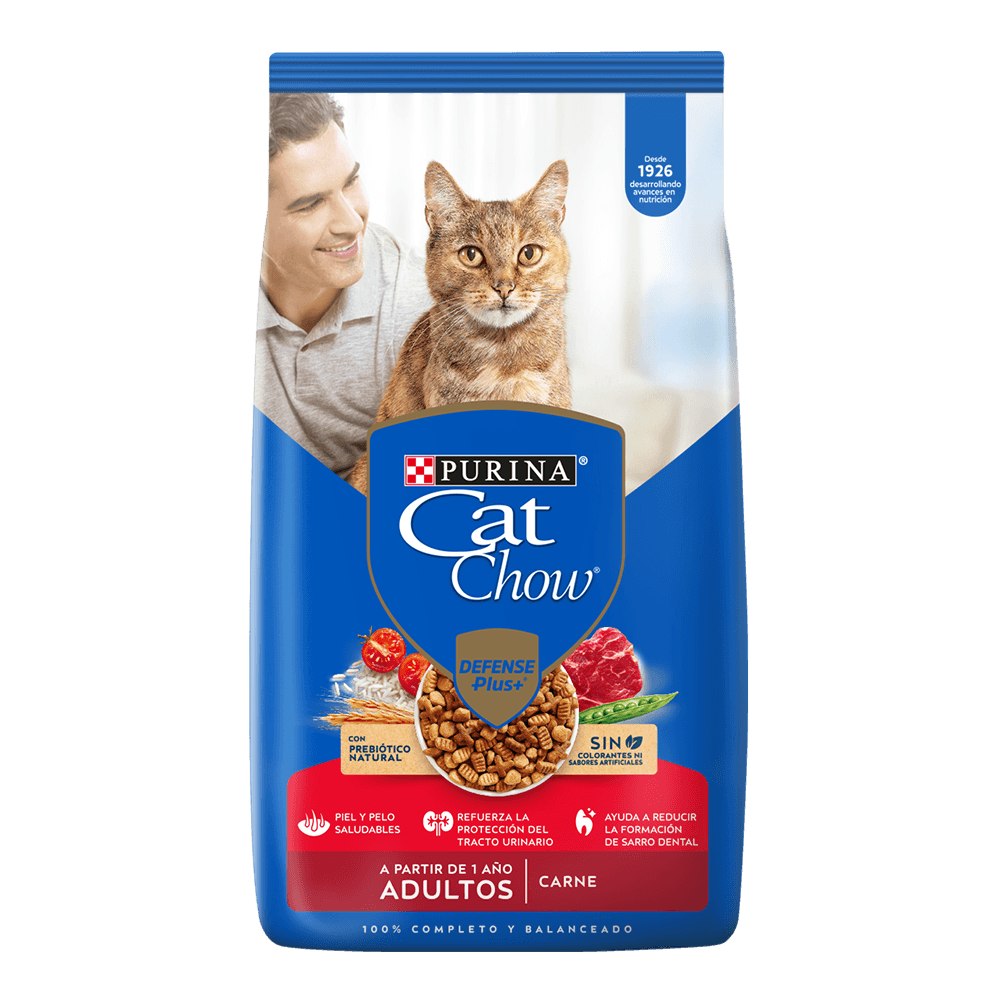 Desde
1926
desarrollando
avances en
nutrición
PURINA®
Cat
Chow®
DEFENSE
Plus+®
CON
PREBIÓTICO
NATURAL
SIN
COLORANTES NI
SABORES ARTIFICIALES
PIEL Y PELO
SALUDABLES
REFUERZA LA
PROTECCIÓN DEL
TRACTO URINARIO
AYUDA A REDUCIR
LA FORMACIÓN
DE SARRO DENTAL
A PARTIR DE 1 AÑO
ADULTOS
CARNE
100% COMPLETO Y BALANCEADO